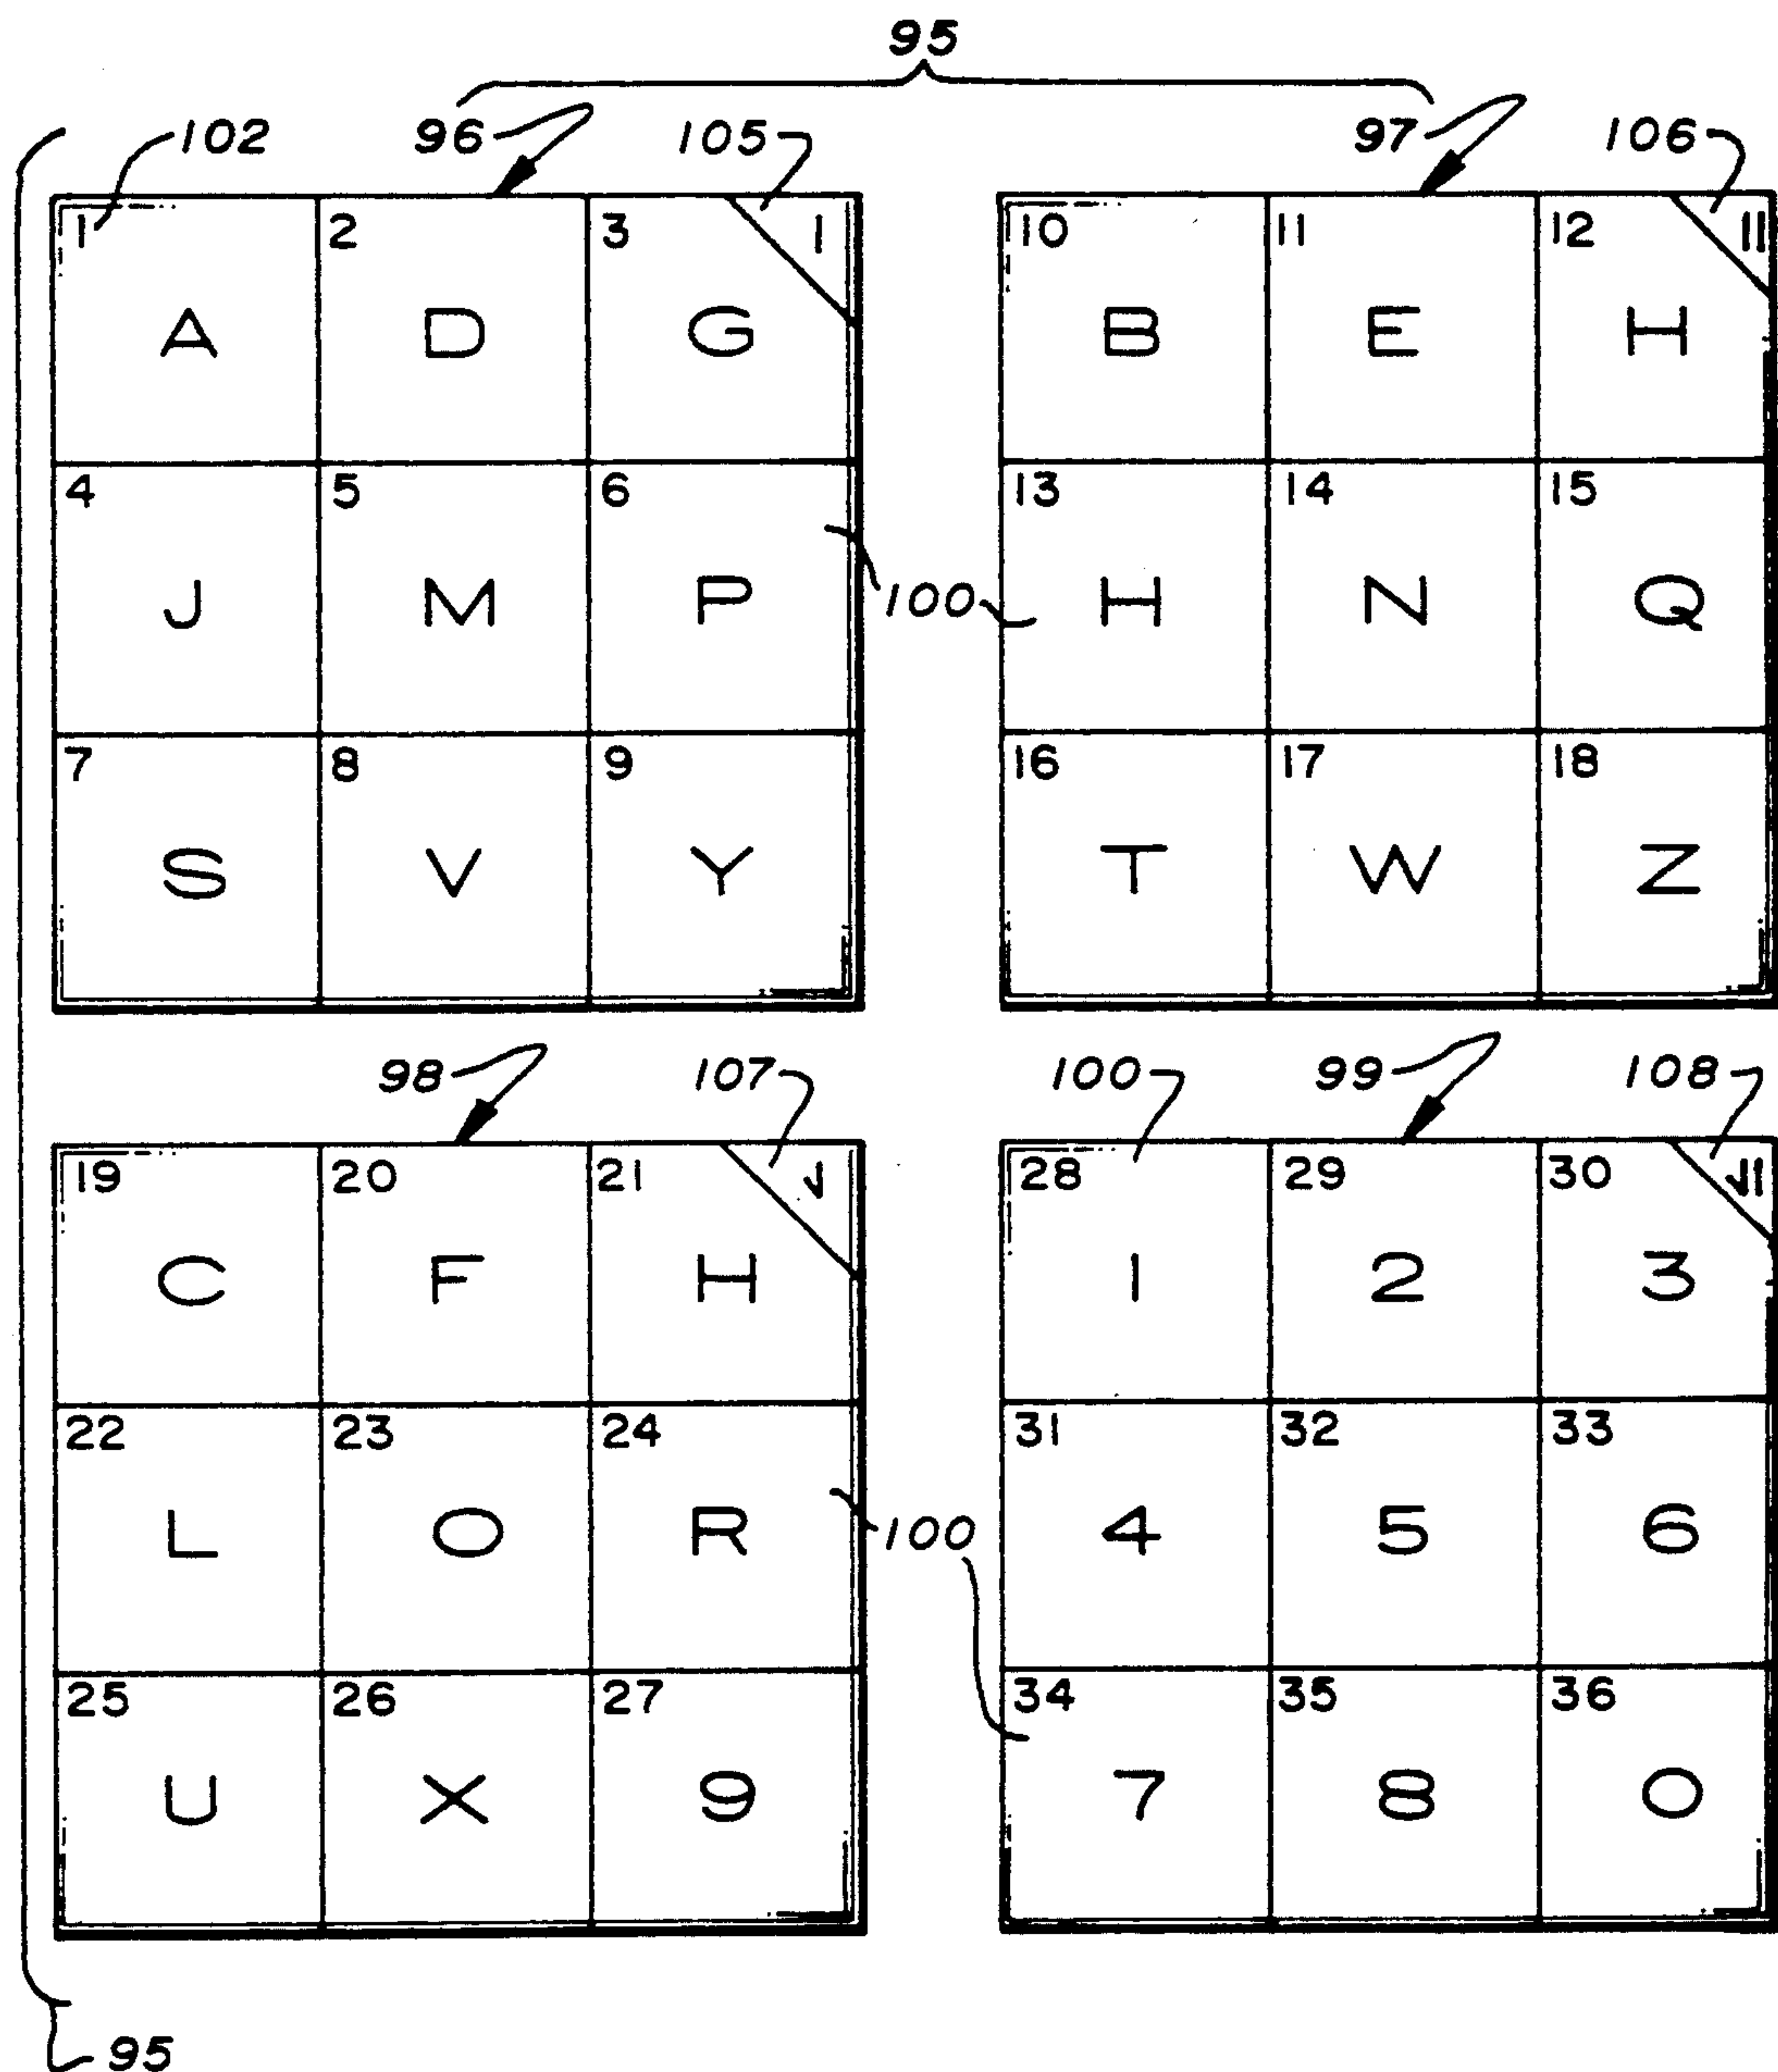 95
102 96 105 97 106
1 2 3 I 10 11 12 II
A D G B E H
4 5 6 13 14 15
J M P 100 H N Q
7 8 9 16 17 18
S V Y T W Z
98 107 100 99 108
19 20 21 28 29 30
C F H 1 2 3
22 23 24 31 32 33
L O R 100 4 5 6
25 26 27 34 35 36
U X 9 7 8 0
95